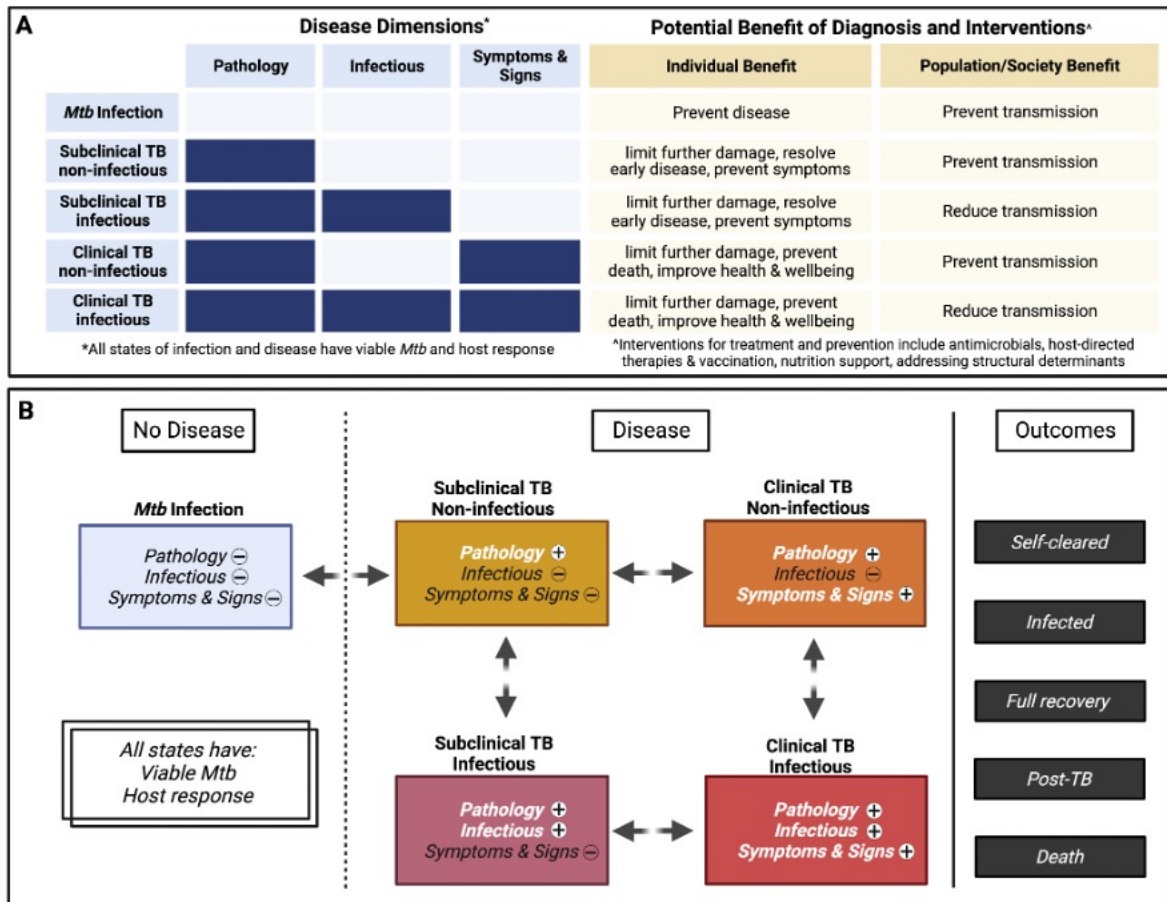 A
Disease Dimensions*
Potential Benefit of Diagnosis and Interventions^
Pathology
Infectious
Symptoms &
Signs
Individual Benefit
Population/Society Benefit
Mtb Infection
Prevent disease
Prevent transmission
Subclinical TB
non-infectious
limit further damage, resolve
early disease, prevent symptoms
Prevent transmission
Subclinical TB
infectious
limit further damage, resolve
early disease, prevent symptoms
Reduce transmission
Clinical TB
non-infectious
limit further damage, prevent
death, improve health & wellbeing
Prevent transmission
Clinical TB
infectious
limit further damage, prevent
death, improve health & wellbeing
Reduce transmission
*All states of infection and disease have viable Mtb and host response
^Interventions for treatment and prevention include antimicrobials, host-directed
therapies & vaccination, nutrition support, addressing structural determinants
B
No Disease
Disease
Outcomes
Mtb Infection
Pathology ⊖
Infectious ⊖
Symptoms & Signs ⊖
Subclinical TB
Non-infectious
Pathology ⊕
Infectious ⊖
Symptoms & Signs ⊖
Clinical TB
Non-infectious
Pathology ⊕
Infectious ⊖
Symptoms & Signs ⊕
All states have:
Viable Mtb
Host response
Subclinical TB
Infectious
Pathology ⊕
Infectious ⊕
Symptoms & Signs ⊖
Clinical TB
Infectious
Pathology ⊕
Infectious ⊕
Symptoms & Signs ⊕
Self-cleared
Infected
Full recovery
Post-TB
Death